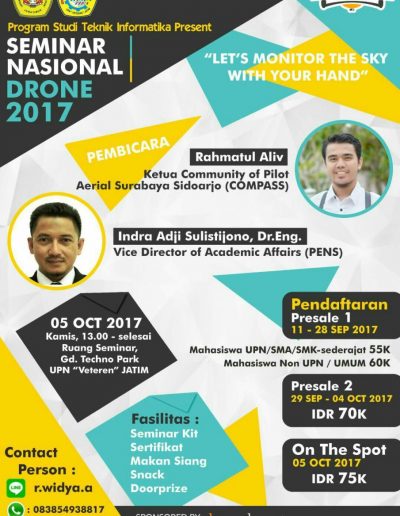 Program Studi Teknik Informatika Present
SEMINAR
NASIONAL
DRONE
2017
“LET’S MONITOR THE SKY
WITH YOUR HAND“
PEMBICARA
Rahmatul Aliv
Ketua Community of Pilot
Aerial Surabaya Sidoarjo (COMPASS)
Indra Adji Sulistijono, Dr.Eng.
Vice Director of Academic Affairs (PENS)
05 OCT 2017
Kamis, 13.00 - selesai
Ruang Seminar,
Gd. Techno Park
UPN “Veteren” JATIM
Pendaftaran
Presale 1
11 - 28 SEP 2017
Mahasiswa UPN/SMA/SMK-sederajat 55K
Mahasiswa Non UPN / UMUM 60K
Presale 2
29 SEP - 04 OCT 2017
IDR 70K
On The Spot
05 OCT 2017
IDR 75K
Fasilitas :
Seminar Kit
Sertifikat
Makan Siang
Snack
Doorprize
Contact
Person :
LINE
r.widya.a
: 083854938817
SPONSORED BY